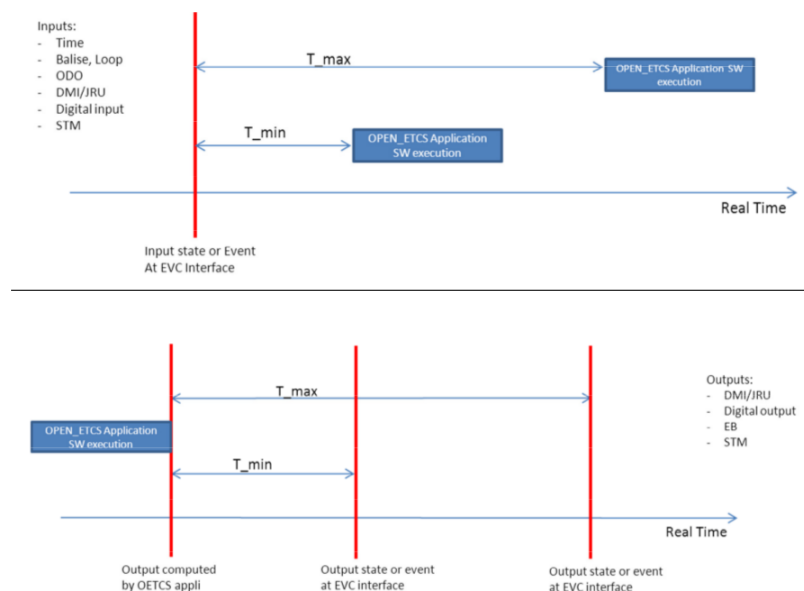 Inputs:
- Time
- Balise, Loop
- ODO
- DMI/JRU
- Digital input
- STM
T_max
OPEN_ETCS Application SW
execution
T_min
OPEN_ETCS Application
SW execution
Real Time
Input state or Event
At EVC Interface
Outputs:
- DMI/JRU
- Digital output
- EB
- STM
T_max
OPEN_ETCS Application
SW execution
T_min
Real Time
Output computed
by OETCS appli
Output state or event
at EVC interface
Output state or event
at EVC interface